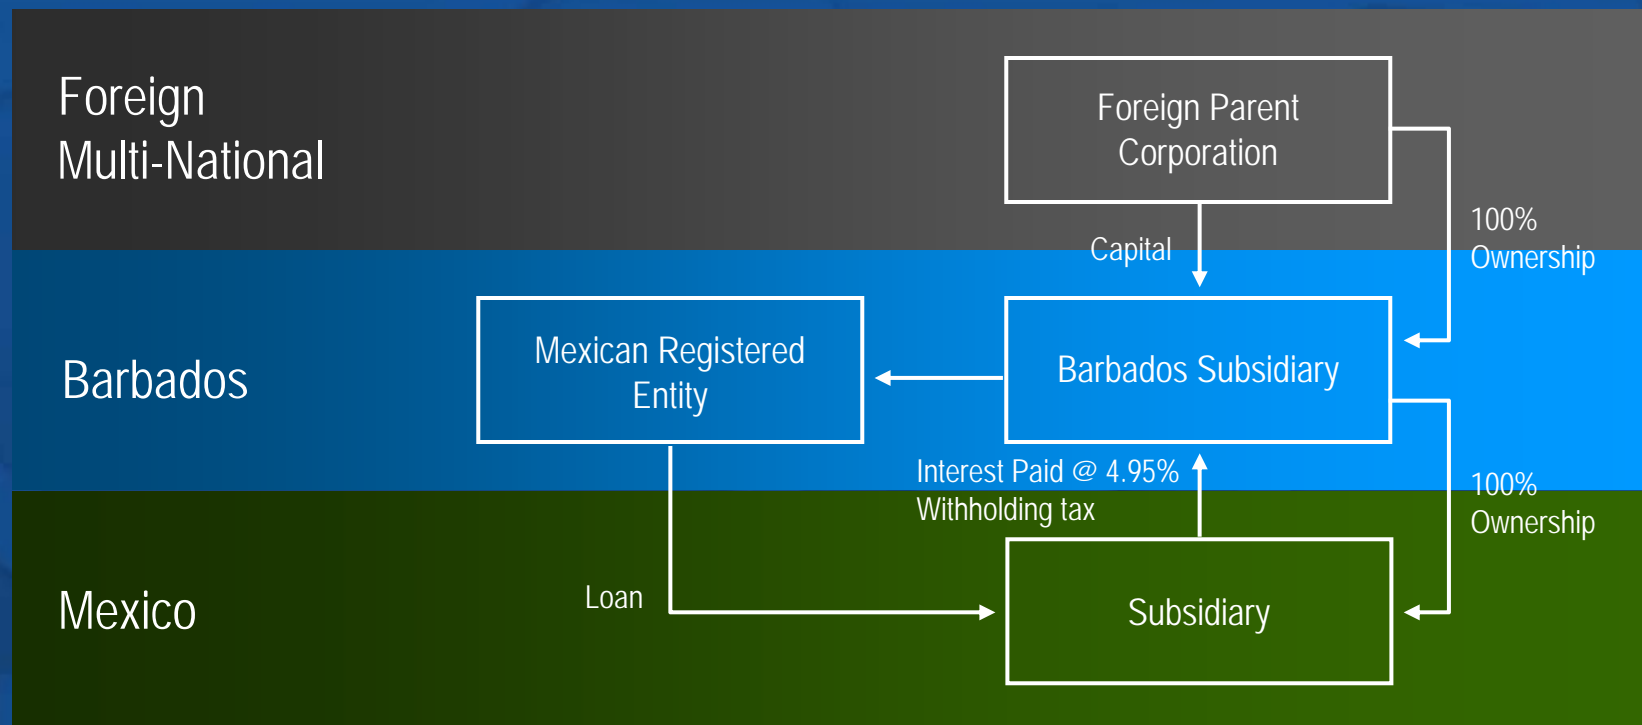 Foreign
Multi-National
Foreign Parent
Corporation
100%
Ownership
Capital
Barbados
Mexican Registered
Entity
Barbados Subsidiary
Interest Paid @ 4.95%
Withholding tax
100%
Ownership
Mexico
Loan
Subsidiary